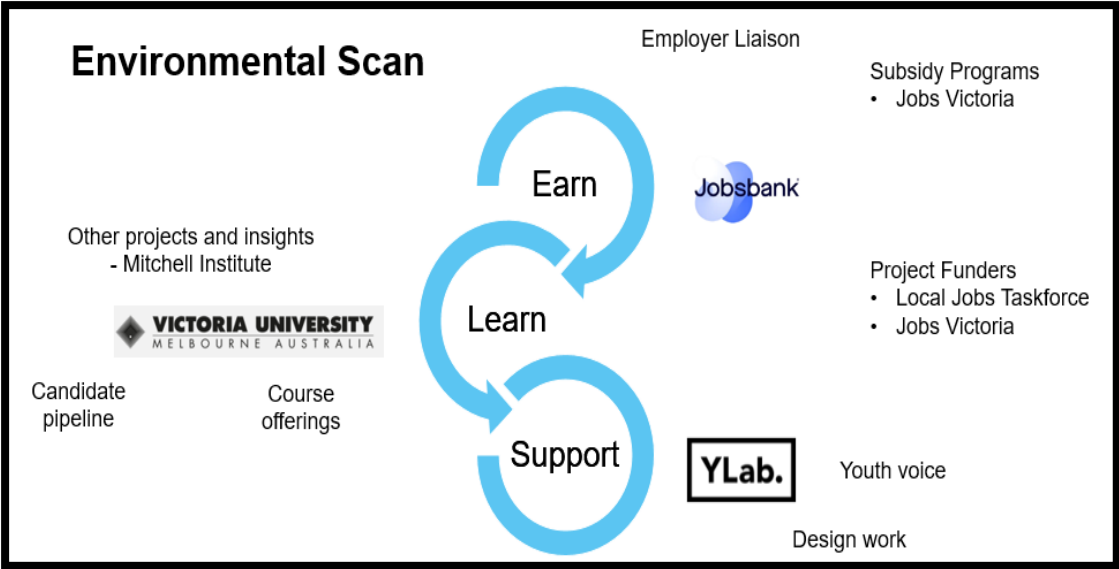 Environmental Scan
Employer Liaison
Subsidy Programs
• Jobs Victoria
Earn
Jobsbank
Other projects and insights
- Mitchell Institute
Project Funders
• Local Jobs Taskforce
• Jobs Victoria
Learn
VICTORIA UNIVERSITY
MELBOURNE AUSTRALIA
Candidate
pipeline
Course
offerings
Support
YLab.
Youth voice
Design work